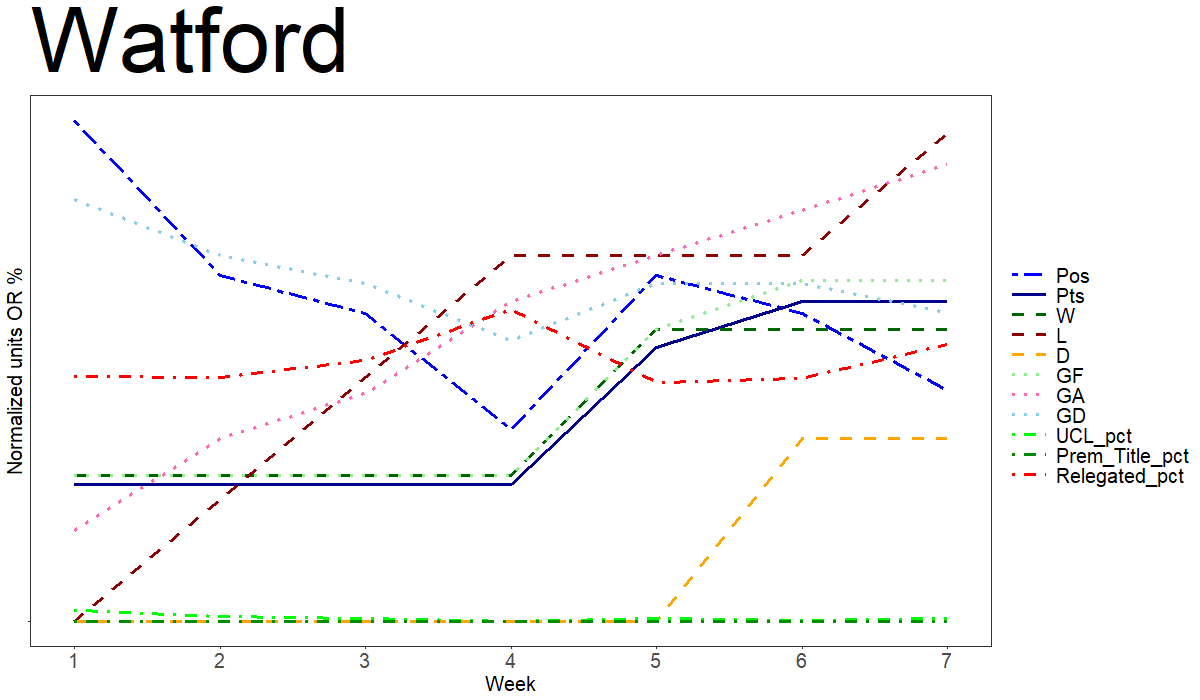 Watford
Normalized units OR %
1 2 3 4 5 6 7
Week
Pos
Pts
W
L
D
GF
GA
GD
UCL_pct
Prem_Title_pct
Relegated_pct